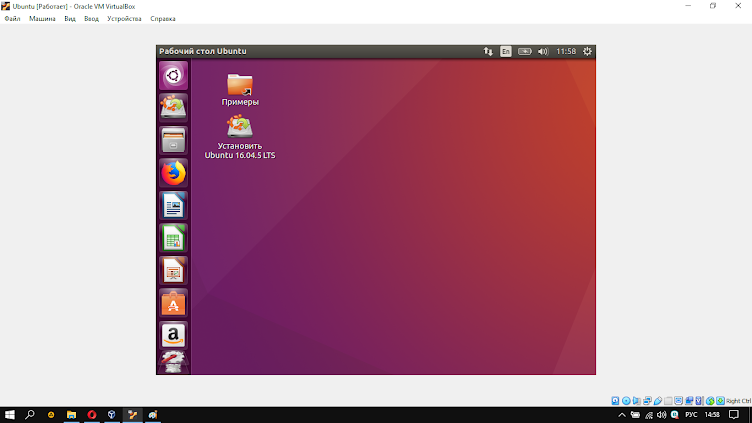 Ubuntu [Работает] - Oracle VM VirtualBox
Файл Машина Вид Ввод Устройства Справка
Рабочий стол Ubuntu En 11:58
Примеры
Установить
Ubuntu 16.04.5 LTS
Right Ctrl
РУС 14:58